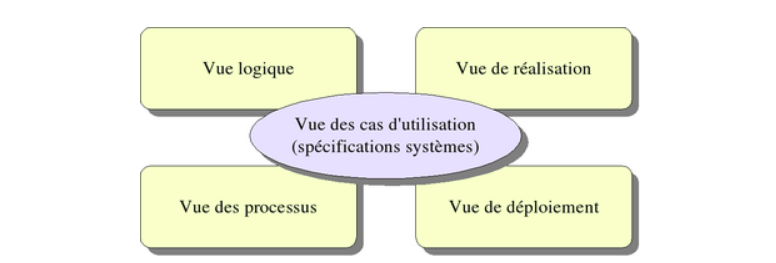 Vue logique
Vue de réalisation
Vue des cas d'utilisation
(spécifications systèmes)
Vue des processus
Vue de déploiement